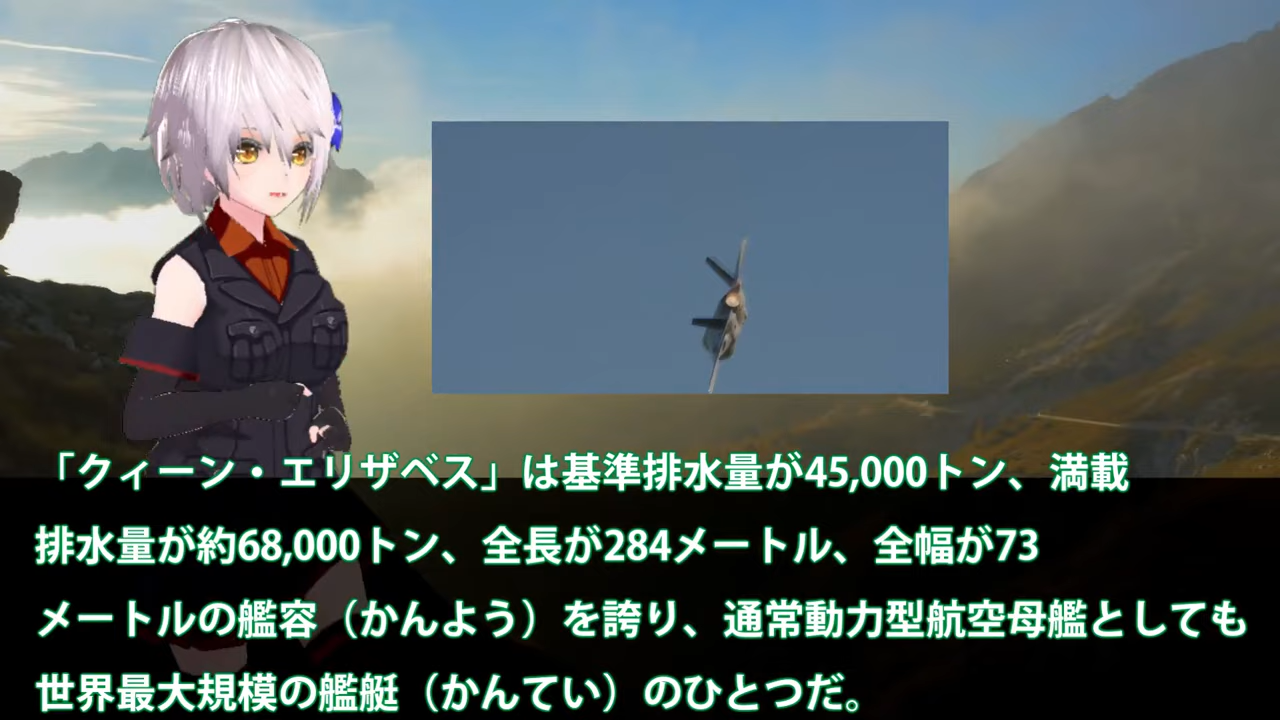 「クィーン・エリザベス」は基準排水量が45,000トン、満載
排水量が約68,000トン、全長が284メートル、全幅が73
メートルの艦容（かんよう）を誇り、通常動力型航空母艦としても
世界最大規模の艦艇（かんてい）のひとつだ。